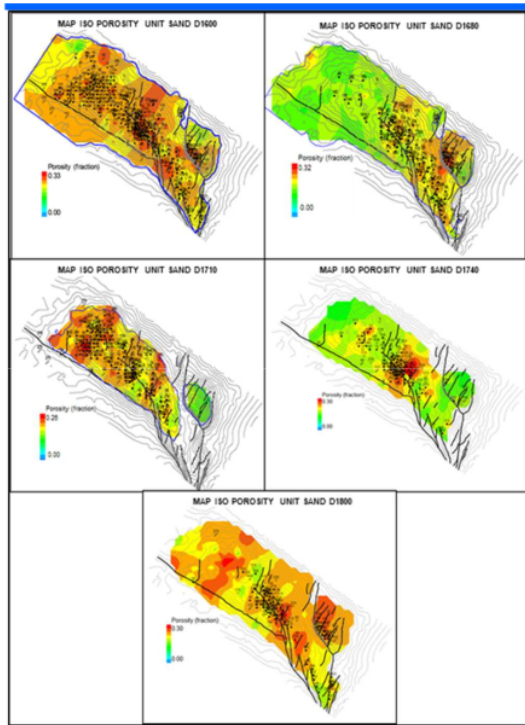 MAP ISO POROSITY UNIT SAND D1600
Porosity (fraction)
0.33
0.00
MAP ISO POROSITY UNIT SAND D1680
Porosity (fraction)
0.32
0.00
MAP ISO POROSITY UNIT SAND D1710
Porosity (fraction)
0.28
0.00
MAP ISO POROSITY UNIT SAND D1740
Porosity (fraction)
0.30
0.00
MAP ISO POROSITY UNIT SAND D1800
Porosity (fraction)
0.30
0.00